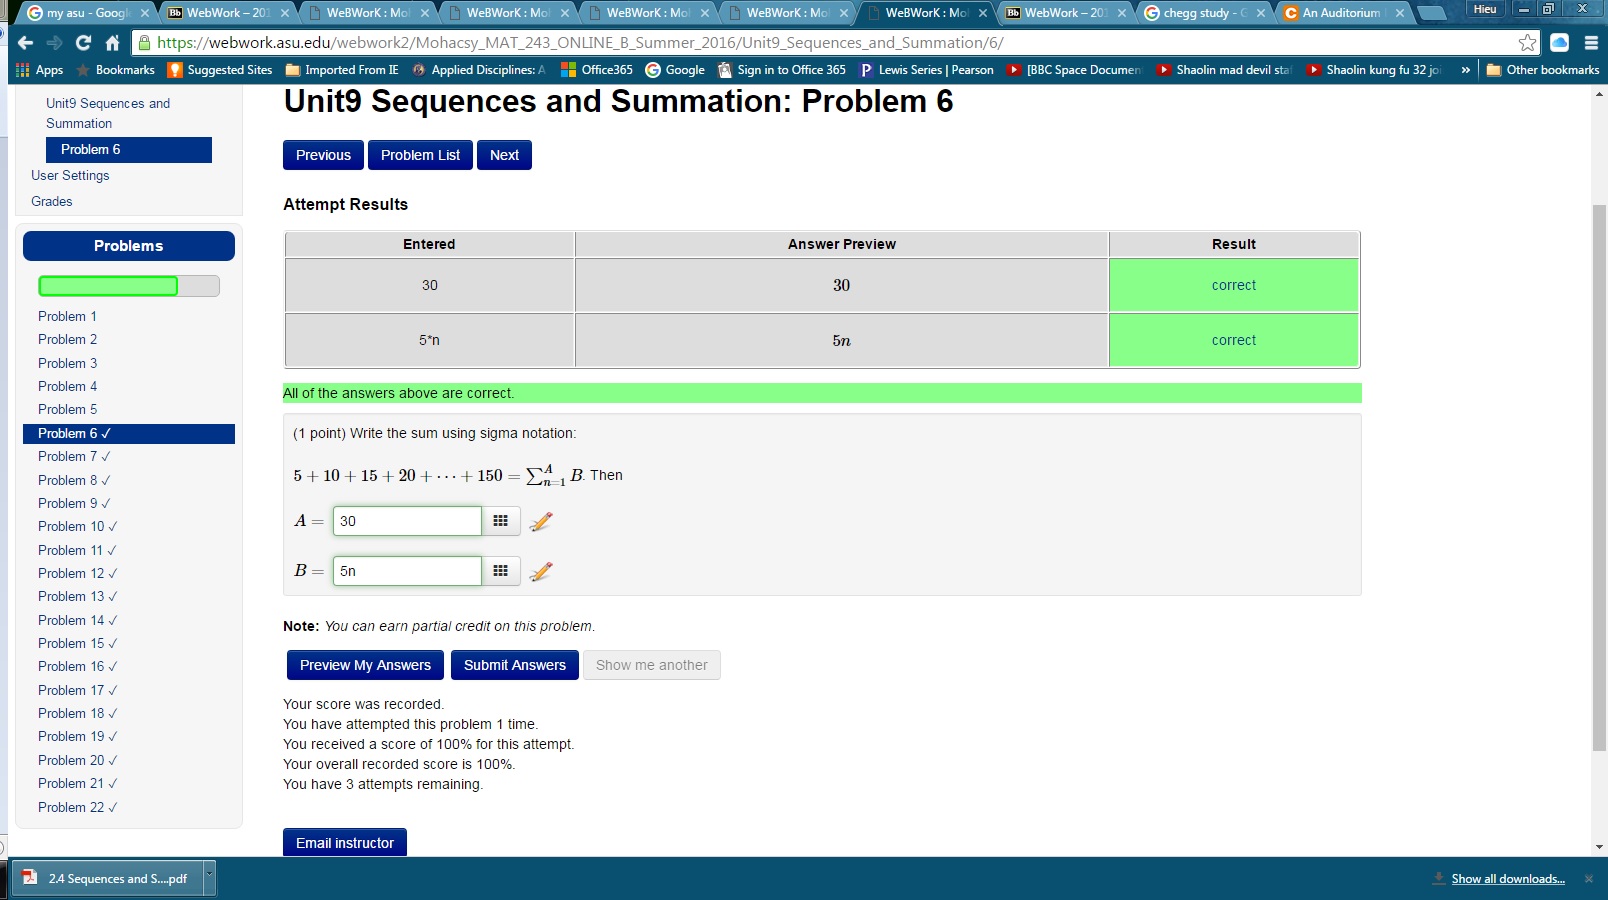 my asu - Googl
WebWork – 201
WeBWorK : Mo
WeBWorK : Mo
WeBWorK : Mo
WeBWorK : Mo
WeBWorK : Mo
WebWork – 201
chegg study - G
An Auditorium
Hieu
https://webwork.asu.edu/webwork2/Mohacsy_MAT_243_ONLINE_B_Summer_2016/Unit9_Sequences_and_Summation/6/
Apps Bookmarks Suggested Sites Imported From IE Applied Disciplines: A Office365 Google Sign in to Office 365 Lewis Series | Pearson [BBC Space Documen Shaolin mad devil staf Shaolin kung fu 32 joi » Other bookmarks
Unit9 Sequences and
Summation
Problem 6
User Settings
Grades
Problems
Problem 1
Problem 2
Problem 3
Problem 4
Problem 5
Problem 6 ✓
Problem 7 ✓
Problem 8 ✓
Problem 9 ✓
Problem 10 ✓
Problem 11 ✓
Problem 12 ✓
Problem 13 ✓
Problem 14 ✓
Problem 15 ✓
Problem 16 ✓
Problem 17 ✓
Problem 18 ✓
Problem 19 ✓
Problem 20 ✓
Problem 21 ✓
Problem 22 ✓
Unit9 Sequences and Summation: Problem 6
Previous Problem List Next
Attempt Results
Entered Answer Preview Result
30 30 correct
5*n 5n correct
All of the answers above are correct.
(1 point) Write the sum using sigma notation:
5 + 10 + 15 + 20 + ⋯ + 150 = ∑_{n=1}^{A} B. Then
A = 30
B = 5n
Note: You can earn partial credit on this problem.
Preview My Answers Submit Answers Show me another
Your score was recorded.
You have attempted this problem 1 time.
You received a score of 100% for this attempt.
Your overall recorded score is 100%.
You have 3 attempts remaining.
Email instructor
2.4 Sequences and S....pdf
Show all downloads...